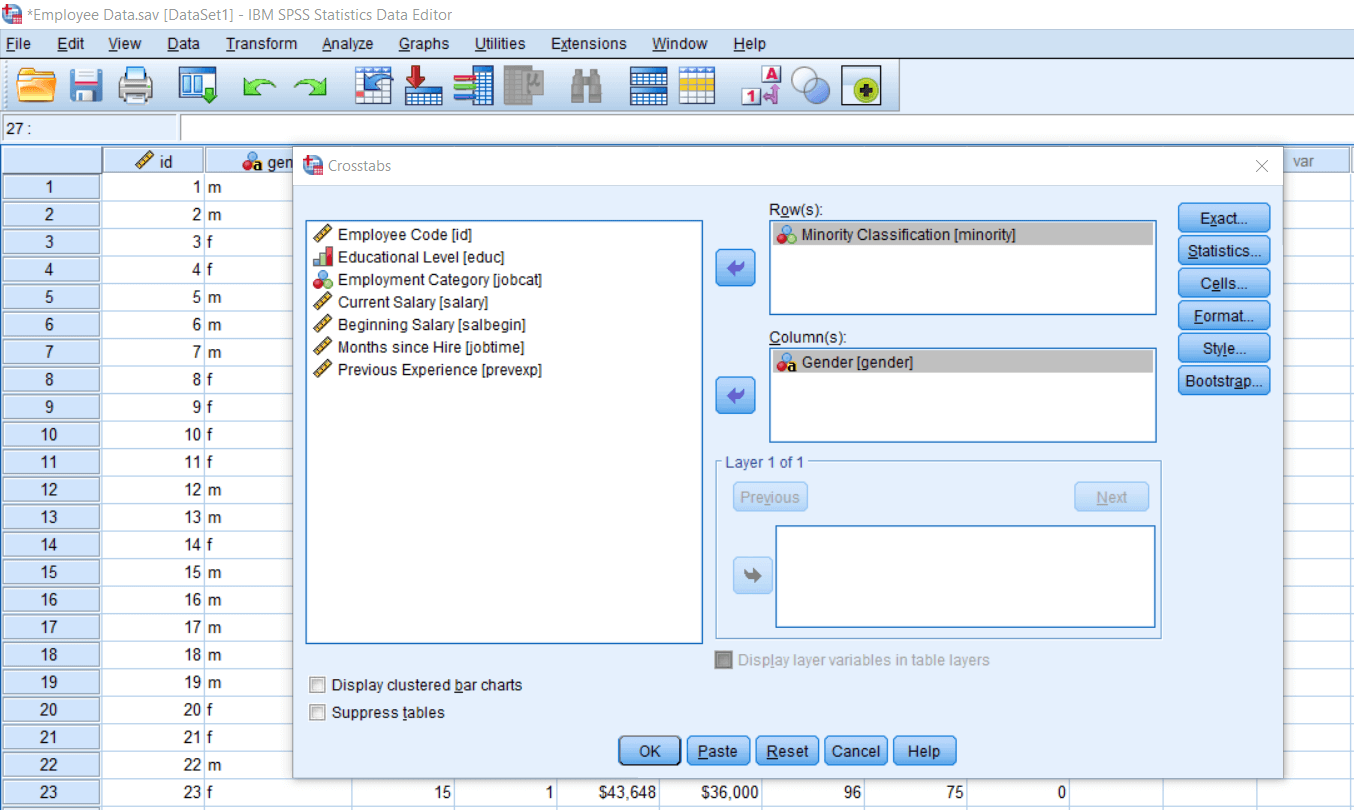 *Employee Data.sav [DataSet1] - IBM SPSS Statistics Data Editor
File Edit View Data Transform Analyze Graphs Utilities Extensions Window Help
27 :
id gen var
Crosstabs
1 1 m
2 2 m
3 3 f
4 4 f
5 5 m
6 6 m
7 7 m
8 8 f
9 9 f
10 10 f
11 11 f
12 12 m
13 13 m
14 14 f
15 15 m
16 16 m
17 17 m
18 18 m
19 19 m
20 20 f
21 21 f
22 22 m
23 23 f 15 1 $43,648 $36,000 96 75 0
Employee Code [id]
Educational Level [educ]
Employment Category [jobcat]
Current Salary [salary]
Beginning Salary [salbegin]
Months since Hire [jobtime]
Previous Experience [prevexp]
Row(s):
Minority Classification [minority]
Column(s):
Gender [gender]
Layer 1 of 1
Previous Next
Display layer variables in table layers
Exact...
Statistics...
Cells...
Format...
Style...
Bootstrap...
Display clustered bar charts
Suppress tables
OK Paste Reset Cancel Help